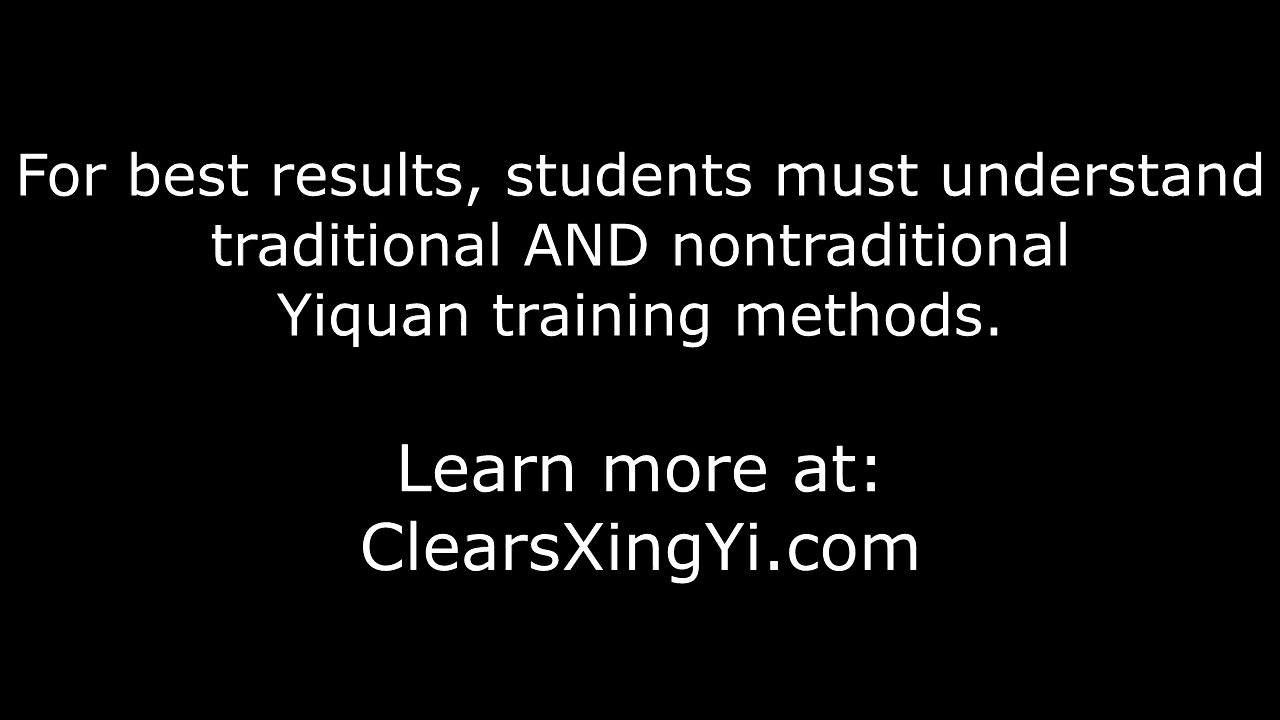 For best results, students must understand
traditional AND nontraditional
Yiquan training methods.
Learn more at:
ClearsXingYi.com